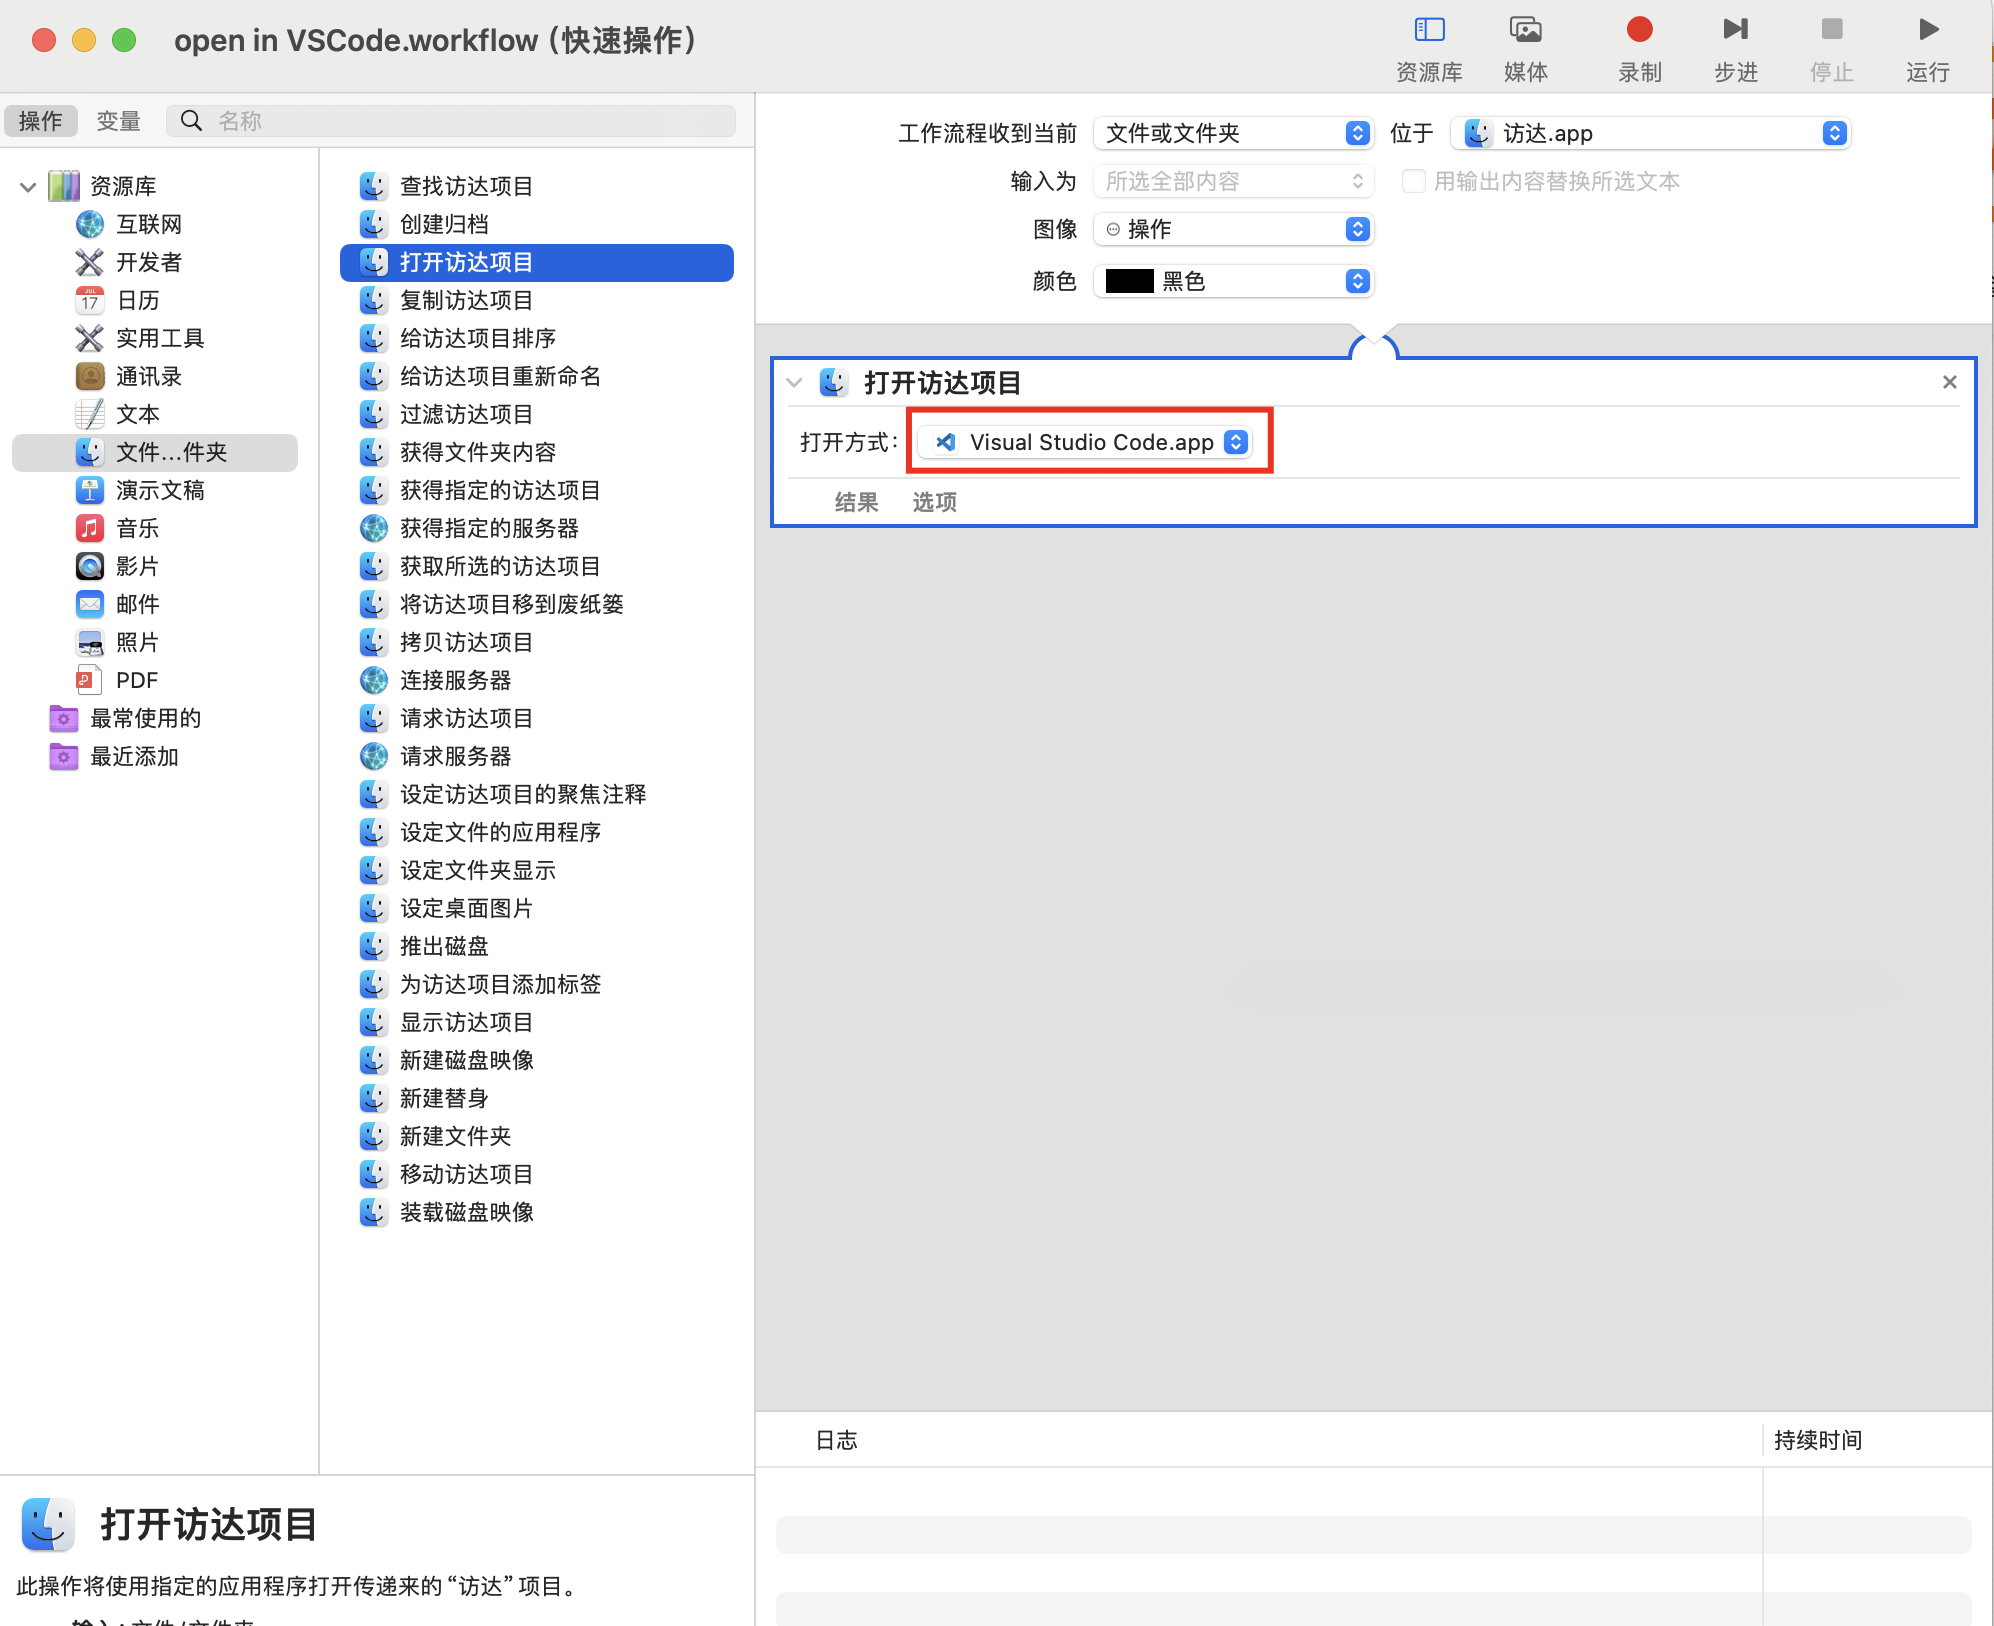 open in VSCode.workflow（快速操作）
资源库
媒体
录制
步进
停止
运行
操作
变量
名称
资源库
互联网
开发者
JUL
17
日历
实用工具
通讯录
文本
文件...件夹
演示文稿
音乐
影片
邮件
照片
PDF
最常使用的
最近添加
查找访达项目
创建归档
打开访达项目
复制访达项目
给访达项目排序
给访达项目重新命名
过滤访达项目
获得文件夹内容
获得指定的访达项目
获得指定的服务器
获取所选的访达项目
将访达项目移到废纸篓
拷贝访达项目
连接服务器
请求访达项目
请求服务器
设定访达项目的聚焦注释
设定文件的应用程序
设定文件夹显示
设定桌面图片
推出磁盘
为访达项目添加标签
显示访达项目
新建磁盘映像
新建替身
新建文件夹
移动访达项目
装载磁盘映像
工作流程收到当前 文件或文件夹 位于 访达.app
输入为 所选全部内容 用输出内容替换所选文本
图像 操作
颜色 黑色
打开访达项目
打开方式： Visual Studio Code.app
结果 选项
日志 持续时间
打开访达项目
此操作将使用指定的应用程序打开传递来的“访达”项目。
输入：文件/文件夹